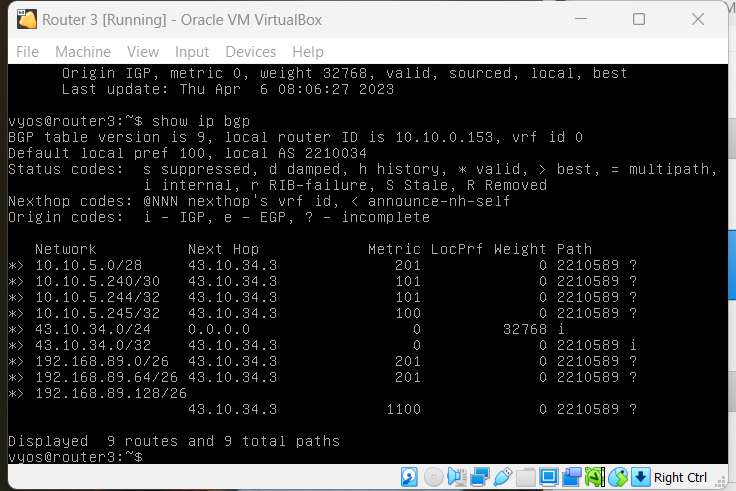 Router 3 [Running] - Oracle VM VirtualBox
File Machine View Input Devices Help
Origin IGP, metric 0, weight 32768, valid, sourced, local, best
Last update: Thu Apr  6 08:06:27 2023
vyos@router3:~$ show ip bgp
BGP table version is 9, local router ID is 10.10.0.153, vrf id 0
Default local pref 100, local AS 2210034
Status codes:  s suppressed, d damped, h history, * valid, > best, = multipath,
i internal, r RIB-failure, S Stale, R Removed
Nexthop codes: @NNN nexthop's vrf id, < announce-nh-self
Origin codes:  i - IGP, e - EGP, ? - incomplete
Network          Next Hop            Metric LocPrf Weight Path
*> 10.10.5.0/28     43.10.34.3             201             0 2210589 ?
*> 10.10.5.240/30   43.10.34.3             101             0 2210589 ?
*> 10.10.5.244/32   43.10.34.3             101             0 2210589 ?
*> 10.10.5.245/32   43.10.34.3             100             0 2210589 ?
*> 43.10.34.0/24    0.0.0.0                  0         32768 i
*> 43.10.34.0/32    43.10.34.3               0             0 2210589 i
*> 192.168.89.0/26  43.10.34.3             201             0 2210589 ?
*> 192.168.89.64/26 43.10.34.3             201             0 2210589 ?
*> 192.168.89.128/26
43.10.34.3            1100             0 2210589 ?
Displayed  9 routes and 9 total paths
vyos@router3:~$
Right Ctrl